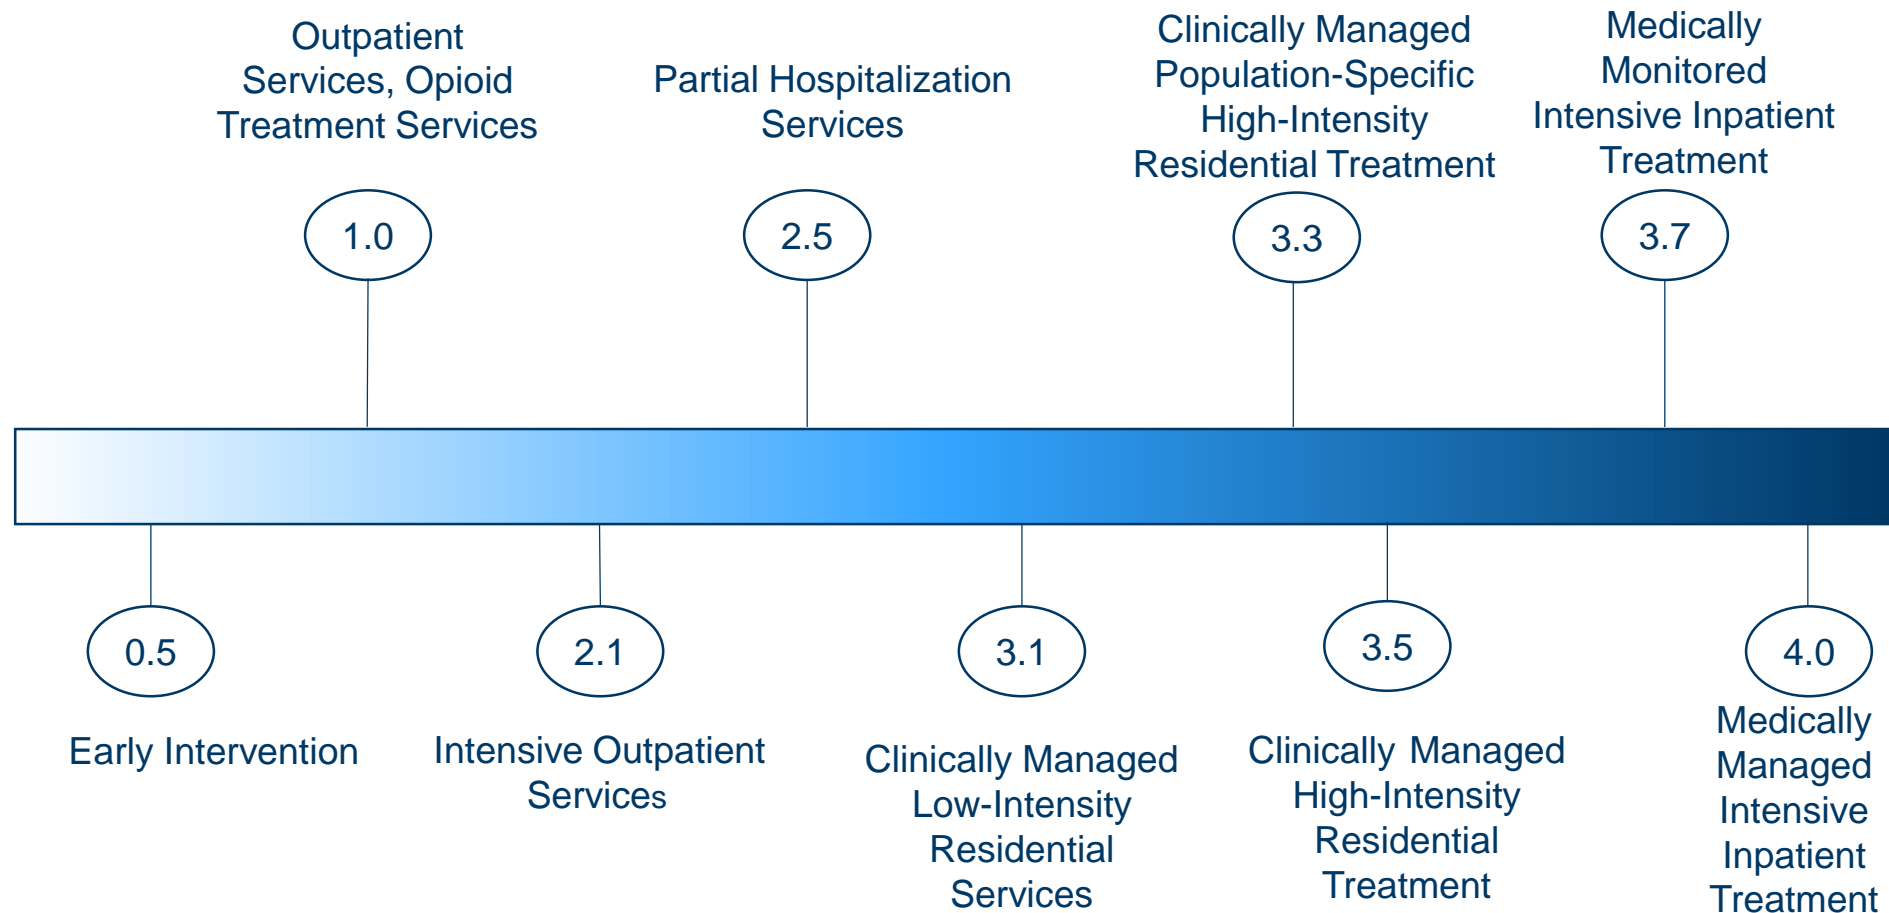 Outpatient
Services, Opioid
Treatment Services
1.0
Partial Hospitalization
Services
2.5
Clinically Managed
Population-Specific
High-Intensity
Residential Treatment
3.3
Medically
Monitored
Intensive Inpatient
Treatment
3.7
0.5
Early Intervention
2.1
Intensive Outpatient
Services
3.1
Clinically Managed
Low-Intensity
Residential
Services
3.5
Clinically Managed
High-Intensity
Residential
Treatment
4.0
Medically
Managed
Intensive
Inpatient
Treatment